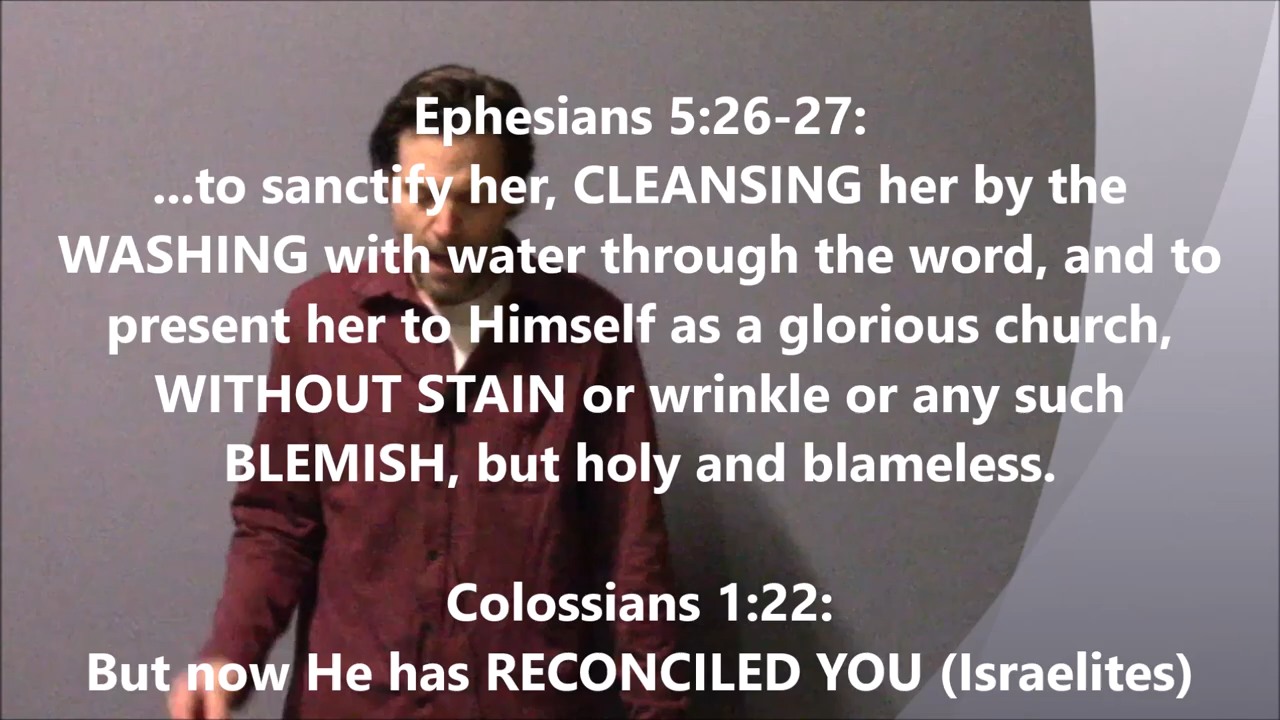 Ephesians 5:26-27:
...to sanctify her, CLEANSING her by the
WASHING with water through the word, and to
present her to Himself as a glorious church,
WITHOUT STAIN or wrinkle or any such
BLEMISH, but holy and blameless.
Colossians 1:22:
But now He has RECONCILED YOU (Israelites)